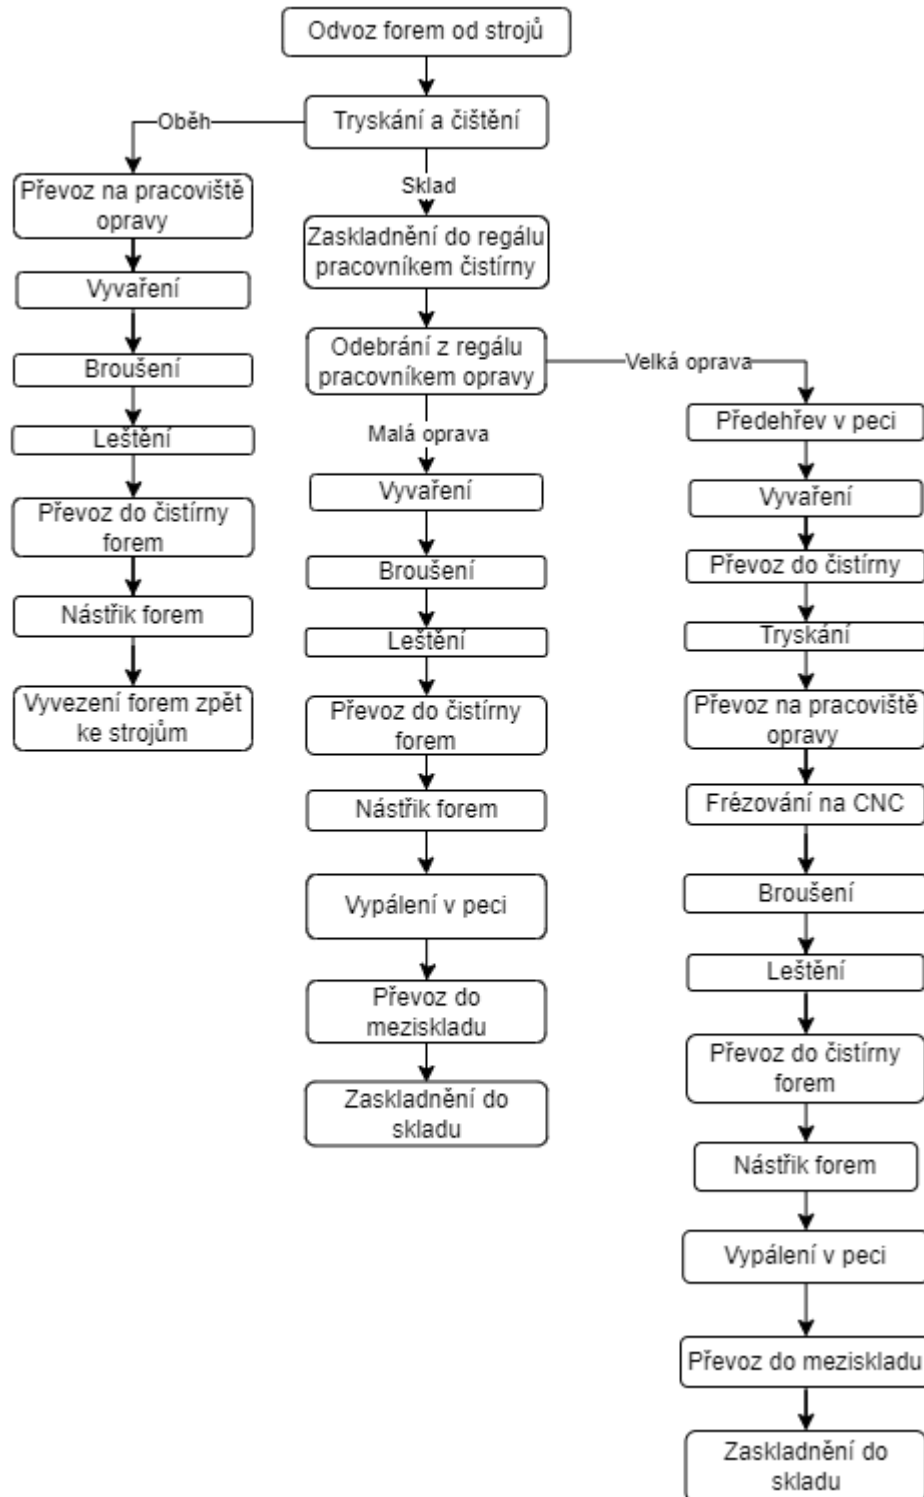 Odvoz forem od strojů
Tryskání a čištění
Oběh
Převoz na pracoviště
opravy
Vyvaření
Broušení
Leštění
Převoz do čistírny
forem
Nástřik forem
Vyvezení forem zpět
ke strojům
Sklad
Zaskladnění do regálu
pracovníkem čistírny
Odebrání z regálu
pracovníkem opravy
Malá oprava
Vyvaření
Broušení
Leštění
Převoz do čistírny
forem
Nástřik forem
Vypálení v peci
Převoz do
meziskladu
Zaskladnění do
skladu
Velká oprava
Předehřev v peci
Vyvaření
Převoz do čistírny
Tryskání
Převoz na pracoviště
opravy
Frézování na CNC
Broušení
Leštění
Převoz do čistírny
forem
Nástřik forem
Vypálení v peci
Převoz do meziskladu
Zaskladnění do
skladu